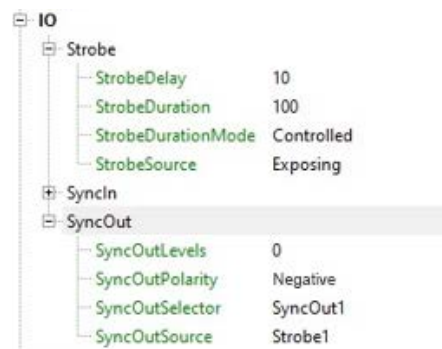 IO
Strobe
StrobeDelay 10
StrobeDuration 100
StrobeDurationMode Controlled
StrobeSource Exposing
SyncIn
SyncOut
SyncOutLevels 0
SyncOutPolarity Negative
SyncOutSelector SyncOut1
SyncOutSource Strobe1